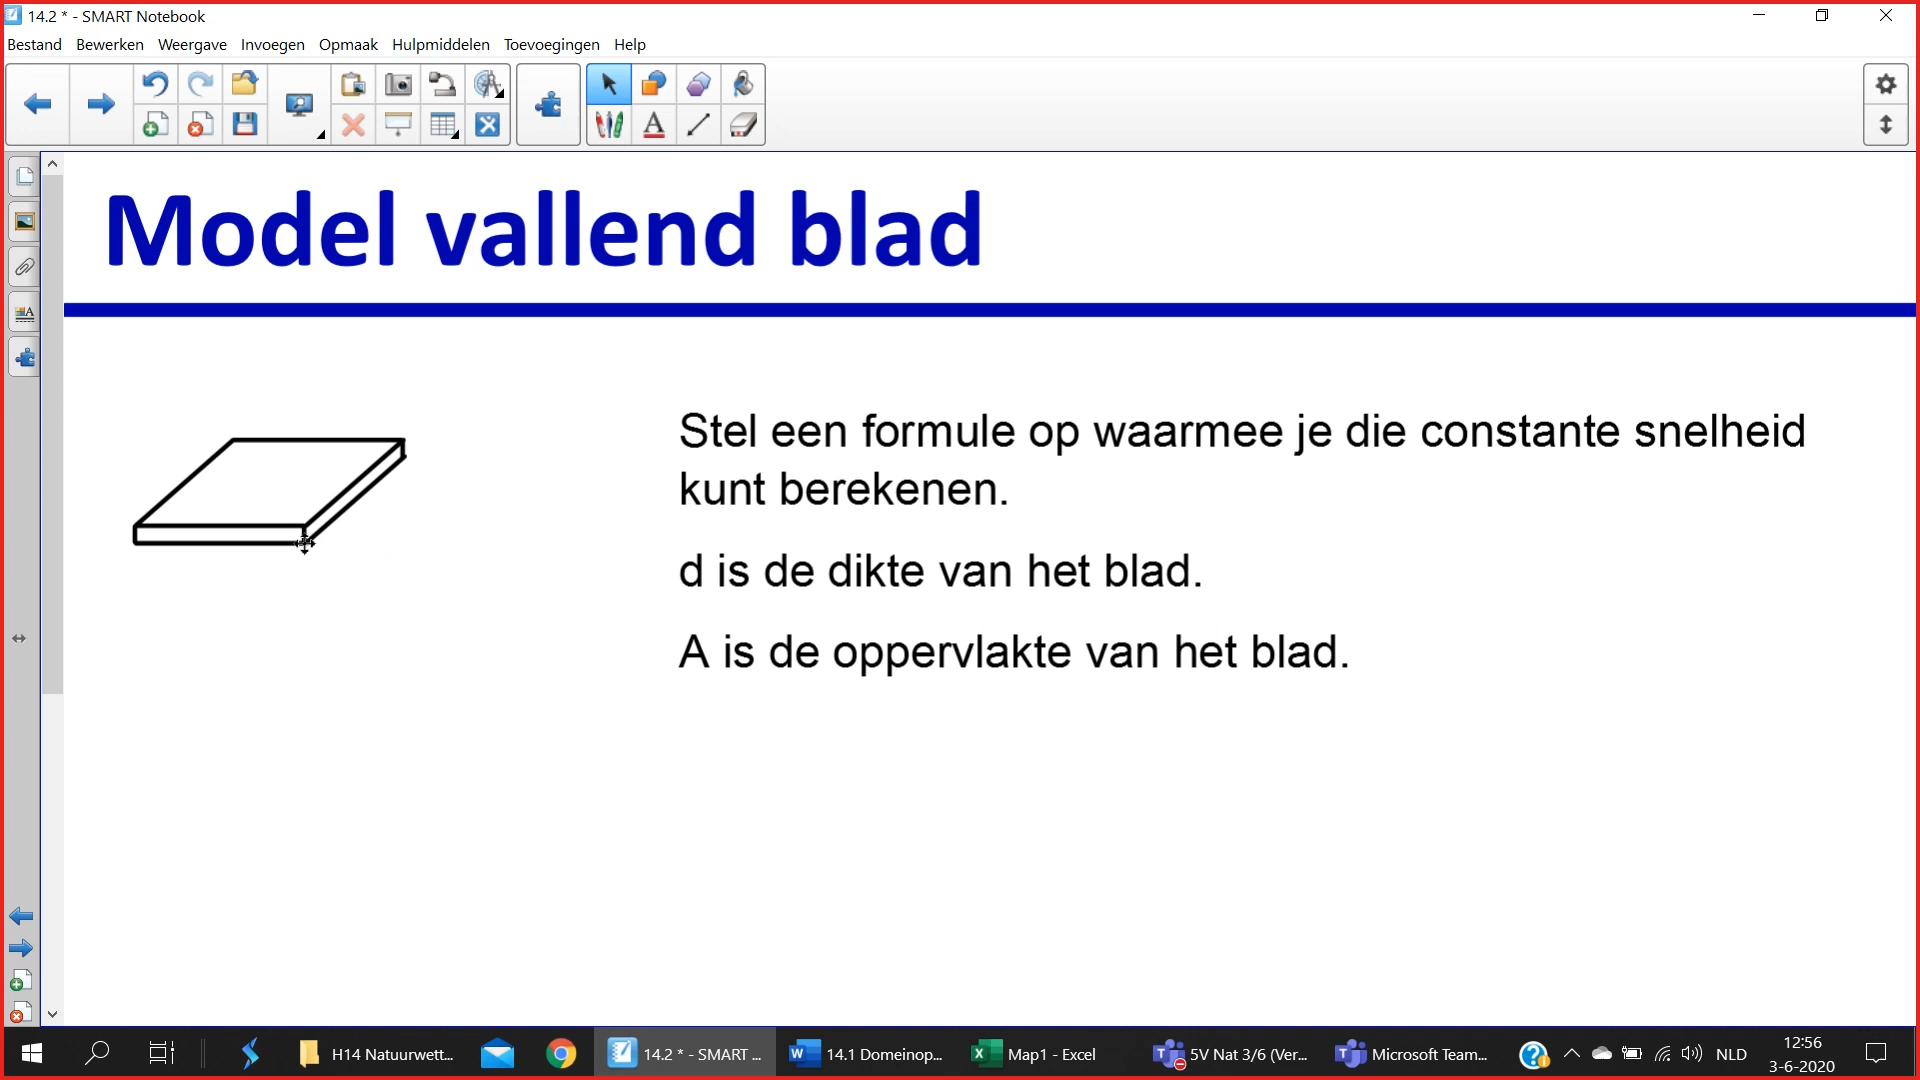 14.2 * - SMART Notebook
Bestand Bewerken Weergave Invoegen Opmaak Hulpmiddelen Toevoegingen Help
Model vallend blad
Stel een formule op waarmee je die constante snelheid
kunt berekenen.
d is de dikte van het blad.
A is de oppervlakte van het blad.
H14 Natuurwett... 14.2 * - SMART ... 14.1 Domeinop... Map1 - Excel 5V Nat 3/6 (Ver... Microsoft Team... NLD 12:56
3-6-2020